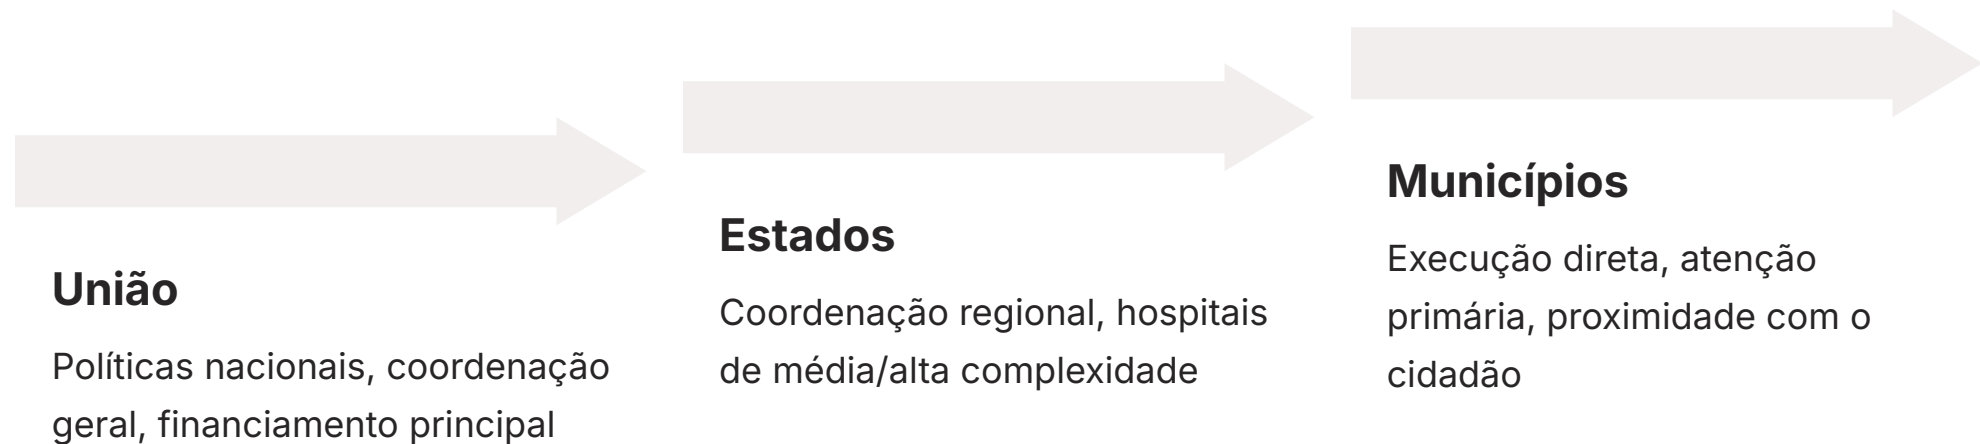 União
Políticas nacionais, coordenação
geral, financiamento principal
Estados
Coordenação regional, hospitais
de média/alta complexidade
Municípios
Execução direta, atenção
primária, proximidade com o
cidadão